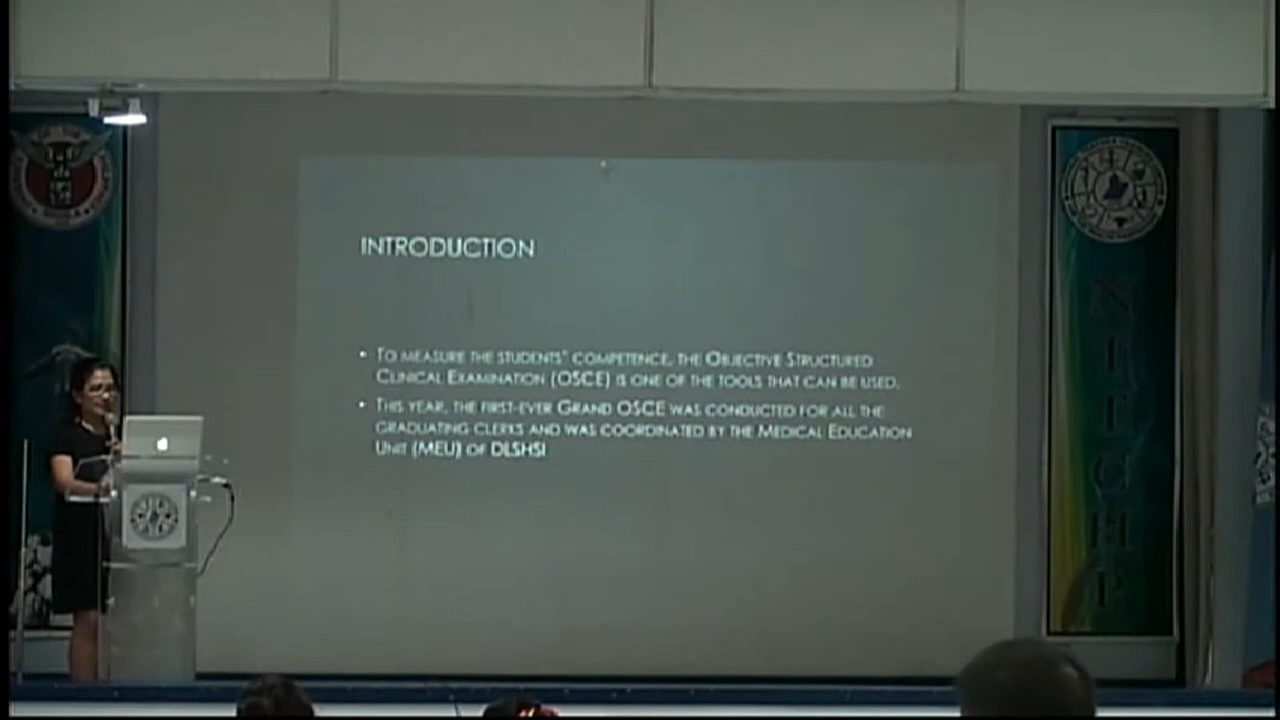 INTRODUCTION
• TO MEASURE THE STUDENTS' COMPETENCE, THE OBJECTIVE STRUCTURED
CLINICAL EXAMINATION (OSCE) IS ONE OF THE TOOLS THAT CAN BE USED.
• THIS YEAR, THE FIRST-EVER GRAND OSCE WAS CONDUCTED FOR ALL THE
GRADUATING CLERKS AND WAS COORDINATED BY THE MEDICAL EDUCATION
UNIT (MEU) OF DLSHSI